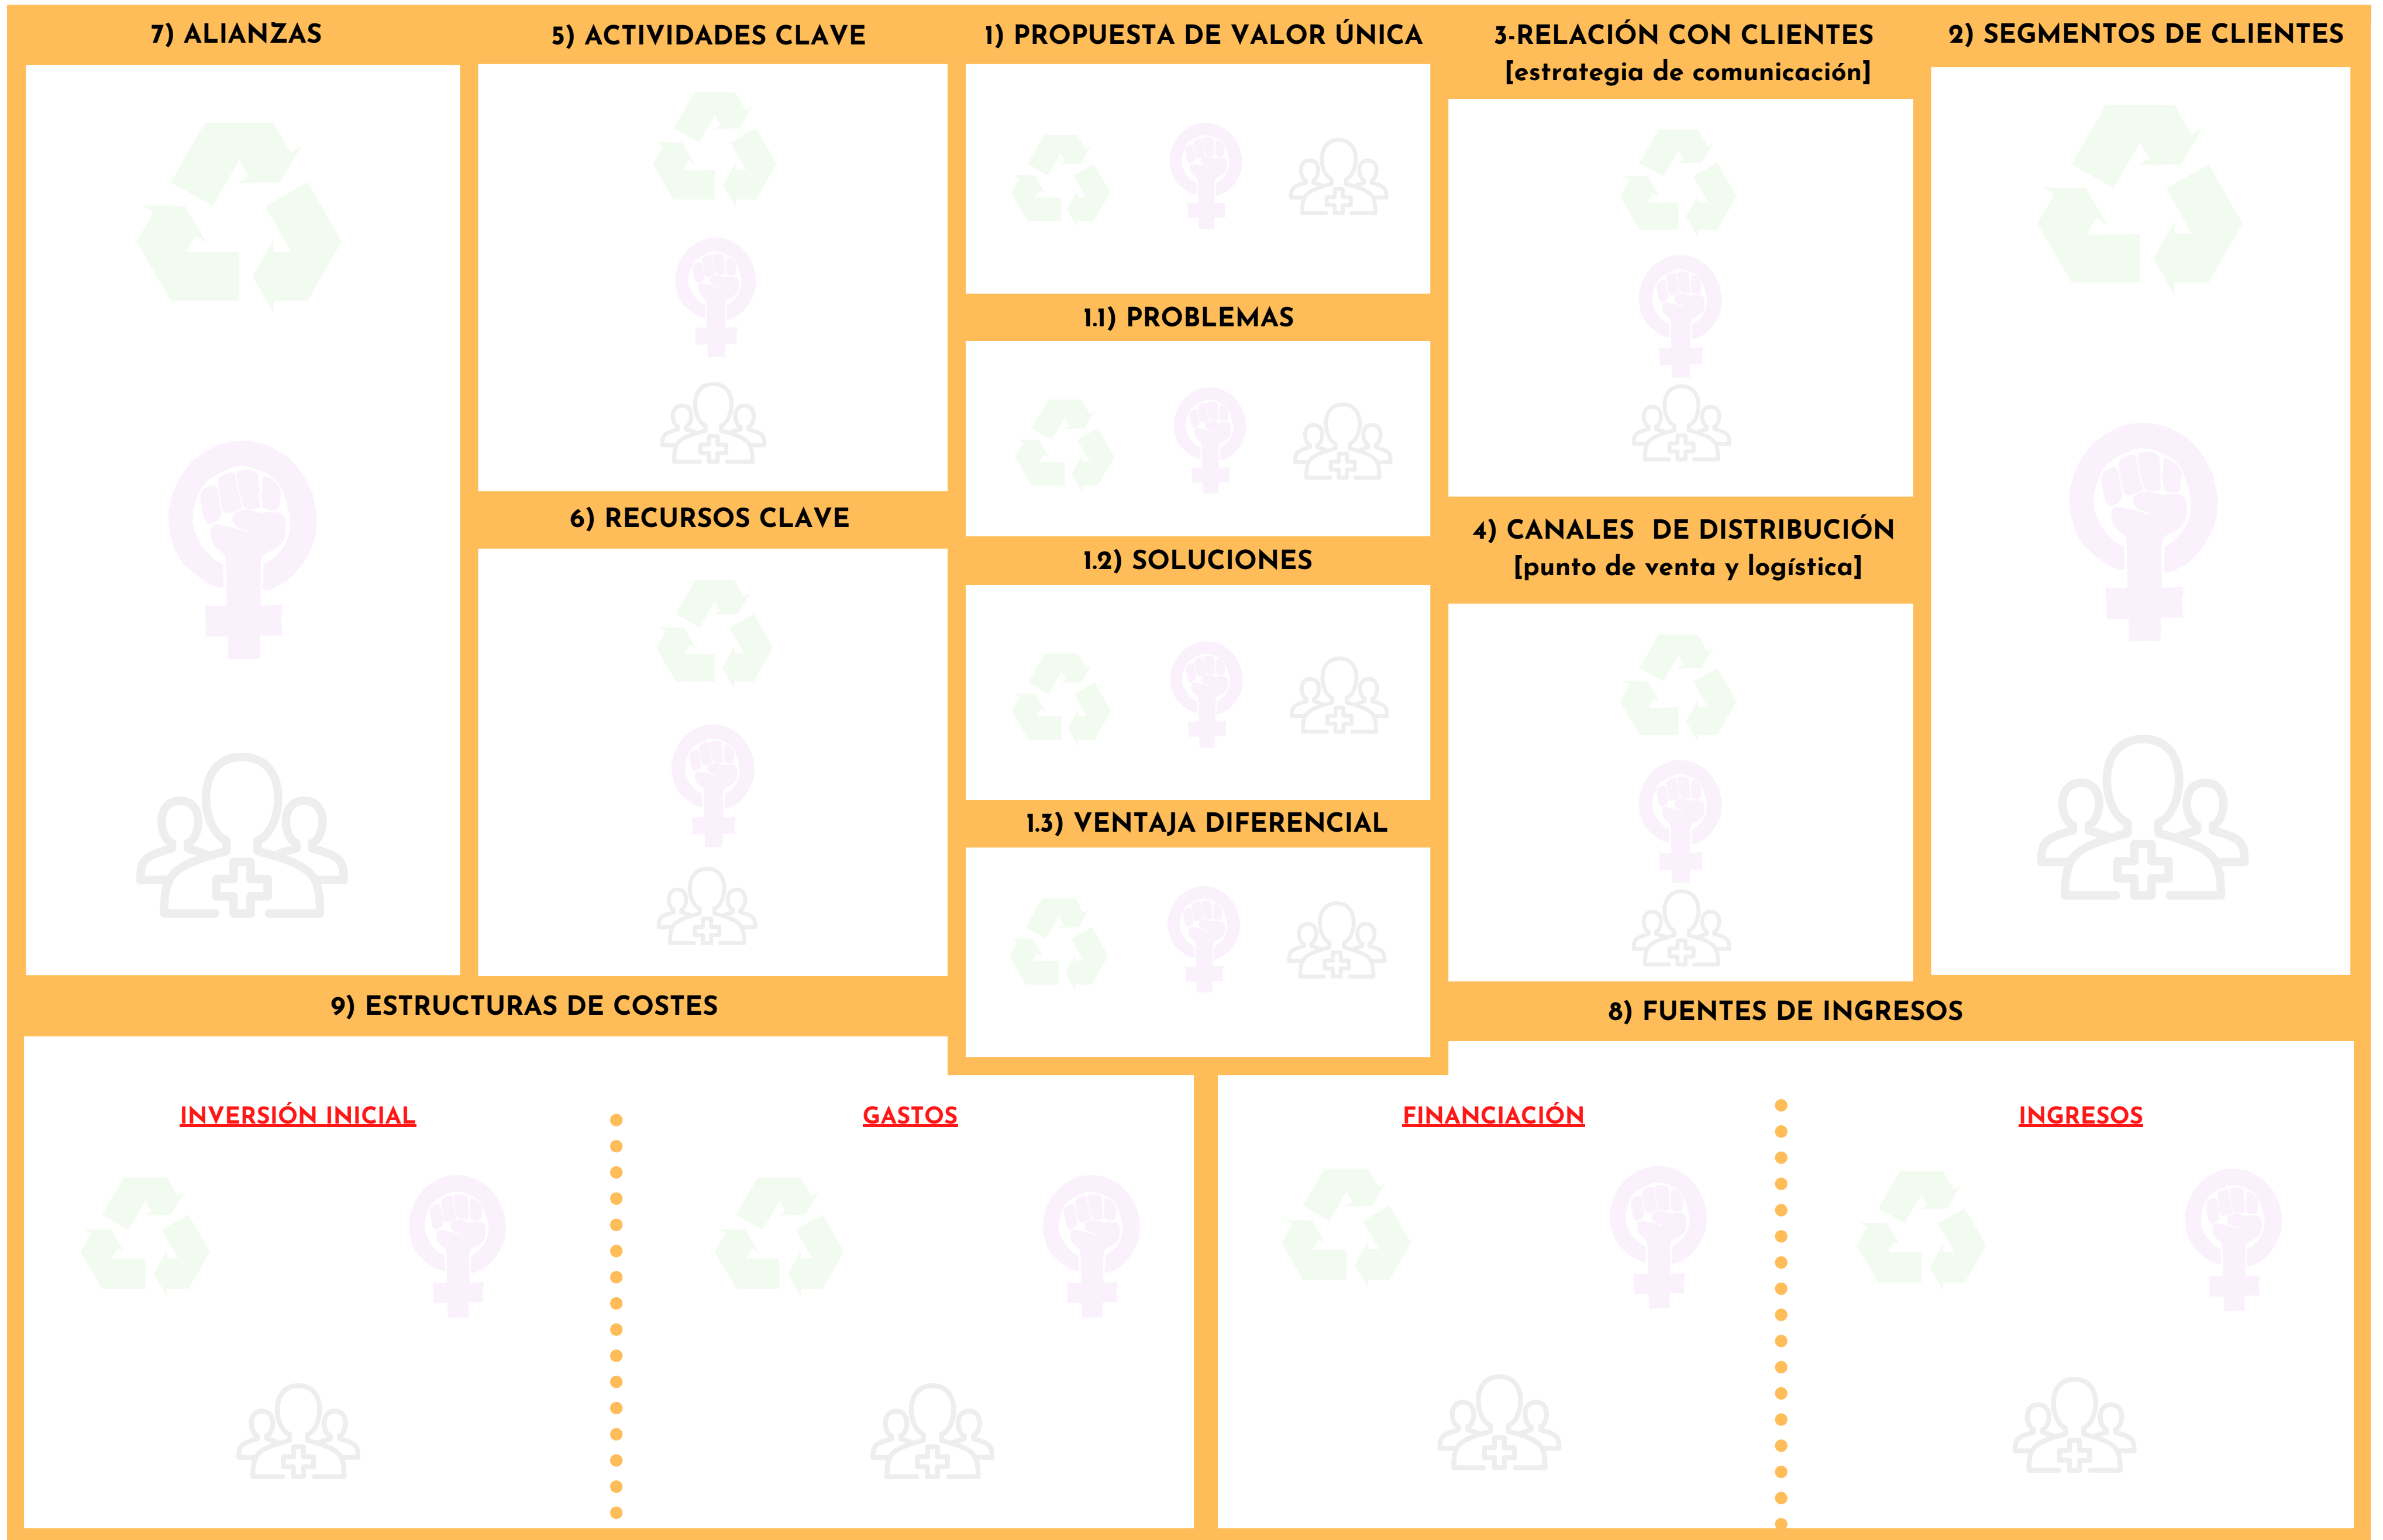 7) ALIANZAS
5) ACTIVIDADES CLAVE
1) PROPUESTA DE VALOR ÚNICA
3-RELACIÓN CON CLIENTES
[estrategia de comunicación]
2) SEGMENTOS DE CLIENTES
1.1) PROBLEMAS
6) RECURSOS CLAVE
1.2) SOLUCIONES
4) CANALES DE DISTRIBUCIÓN
[punto de venta y logística]
1.3) VENTAJA DIFERENCIAL
9) ESTRUCTURAS DE COSTES
8) FUENTES DE INGRESOS
INVERSIÓN INICIAL
GASTOS
FINANCIACIÓN
INGRESOS